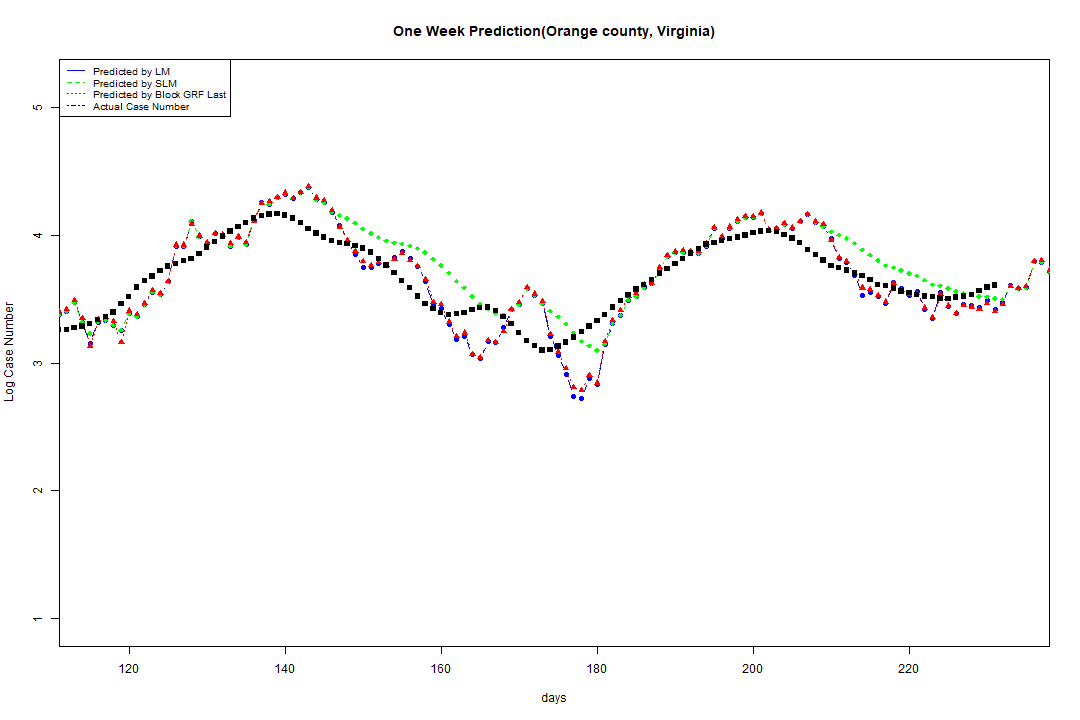 One Week Prediction(Orange county, Virginia)
Predicted by LM
Predicted by SLM
Predicted by Block GRF Last
Actual Case Number
5
4
3
2
1
Log Case Number
120 140 160 180 200 220
days